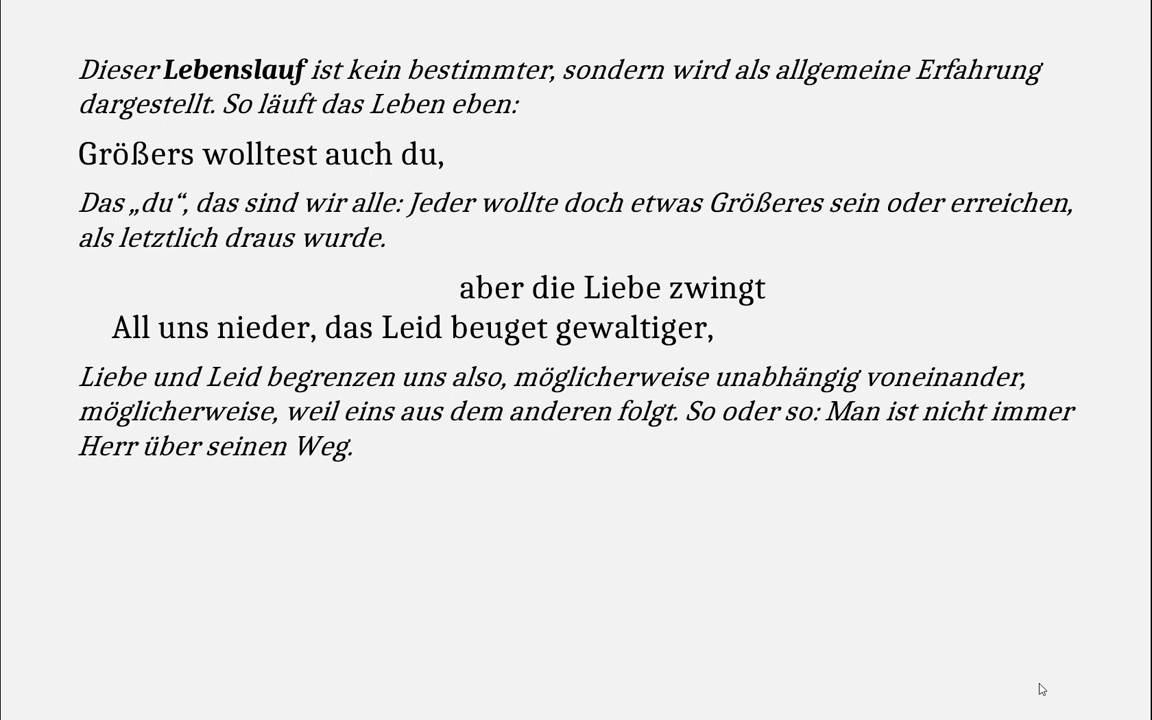 Dieser Lebenslauf ist kein bestimmter, sondern wird als allgemeine Erfahrung
dargestellt. So läuft das Leben eben:
Größers wolltest auch du,
Das „du“, das sind wir alle: Jeder wollte doch etwas Größeres sein oder erreichen,
als letztlich draus wurde.
aber die Liebe zwingt
All uns nieder, das Leid beuget gewaltiger,
Liebe und Leid begrenzen uns also, möglicherweise unabhängig voneinander,
möglicherweise, weil eins aus dem anderen folgt. So oder so: Man ist nicht immer
Herr über seinen Weg.